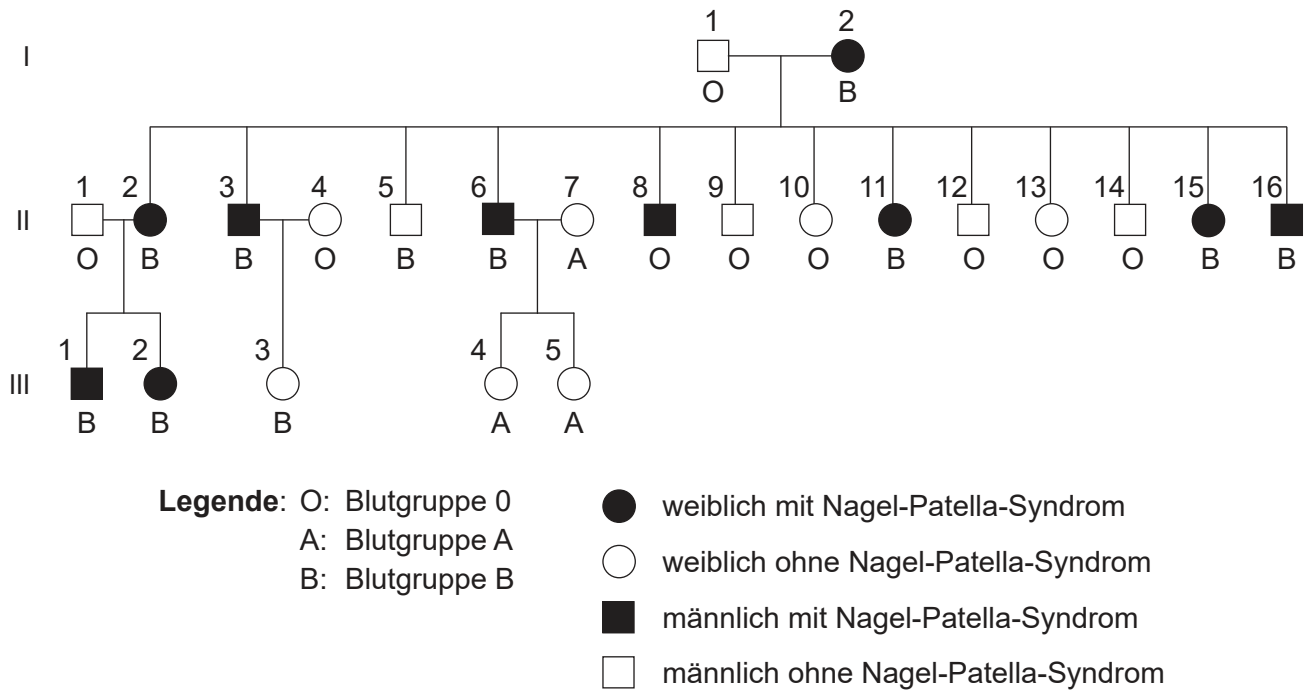 1 2
I
O B
1 2 3 4 5 6 7 8 9 10 11 12 13 14 15 16
II
O B B O B B A O O O B O O O B B
1 2 3 4 5
III
B B B A A
Legende: O: Blutgruppe 0
A: Blutgruppe A
B: Blutgruppe B
weiblich mit Nagel-Patella-Syndrom
weiblich ohne Nagel-Patella-Syndrom
männlich mit Nagel-Patella-Syndrom
männlich ohne Nagel-Patella-Syndrom